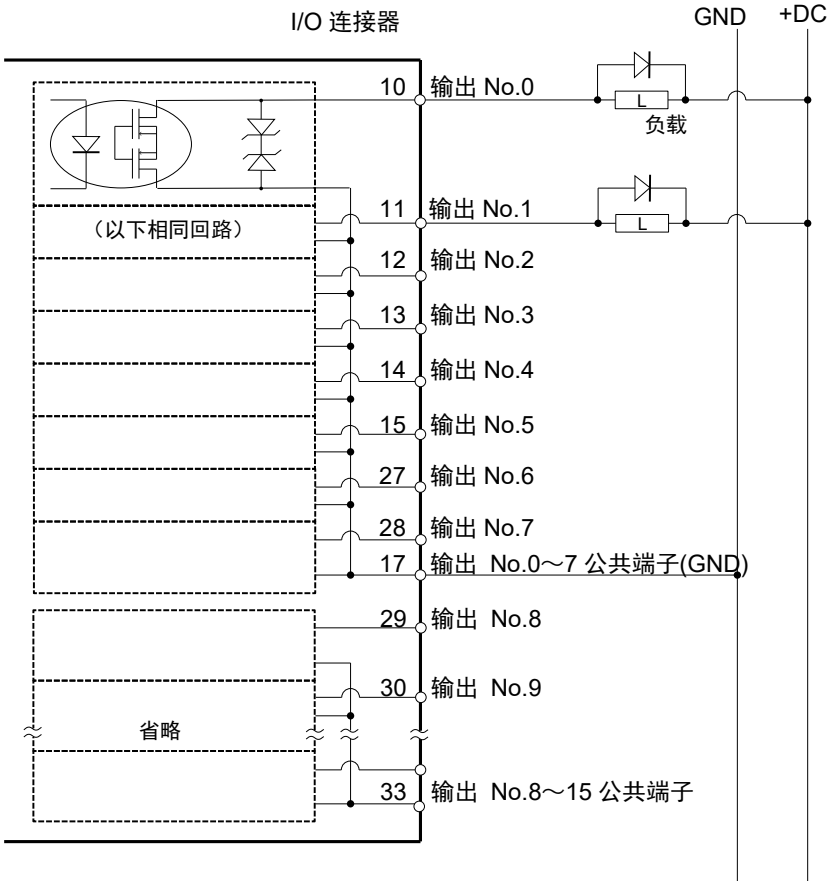 I/O 连接器
GND
+DC
10 输出 No.0
L
负载
11 输出 No.1
L
（以下相同回路）
12 输出 No.2
13 输出 No.3
14 输出 No.4
15 输出 No.5
27 输出 No.6
28 输出 No.7
17 输出 No.0～7 公共端子(GND)
29 输出 No.8
30 输出 No.9
省略
33 输出 No.8～15 公共端子